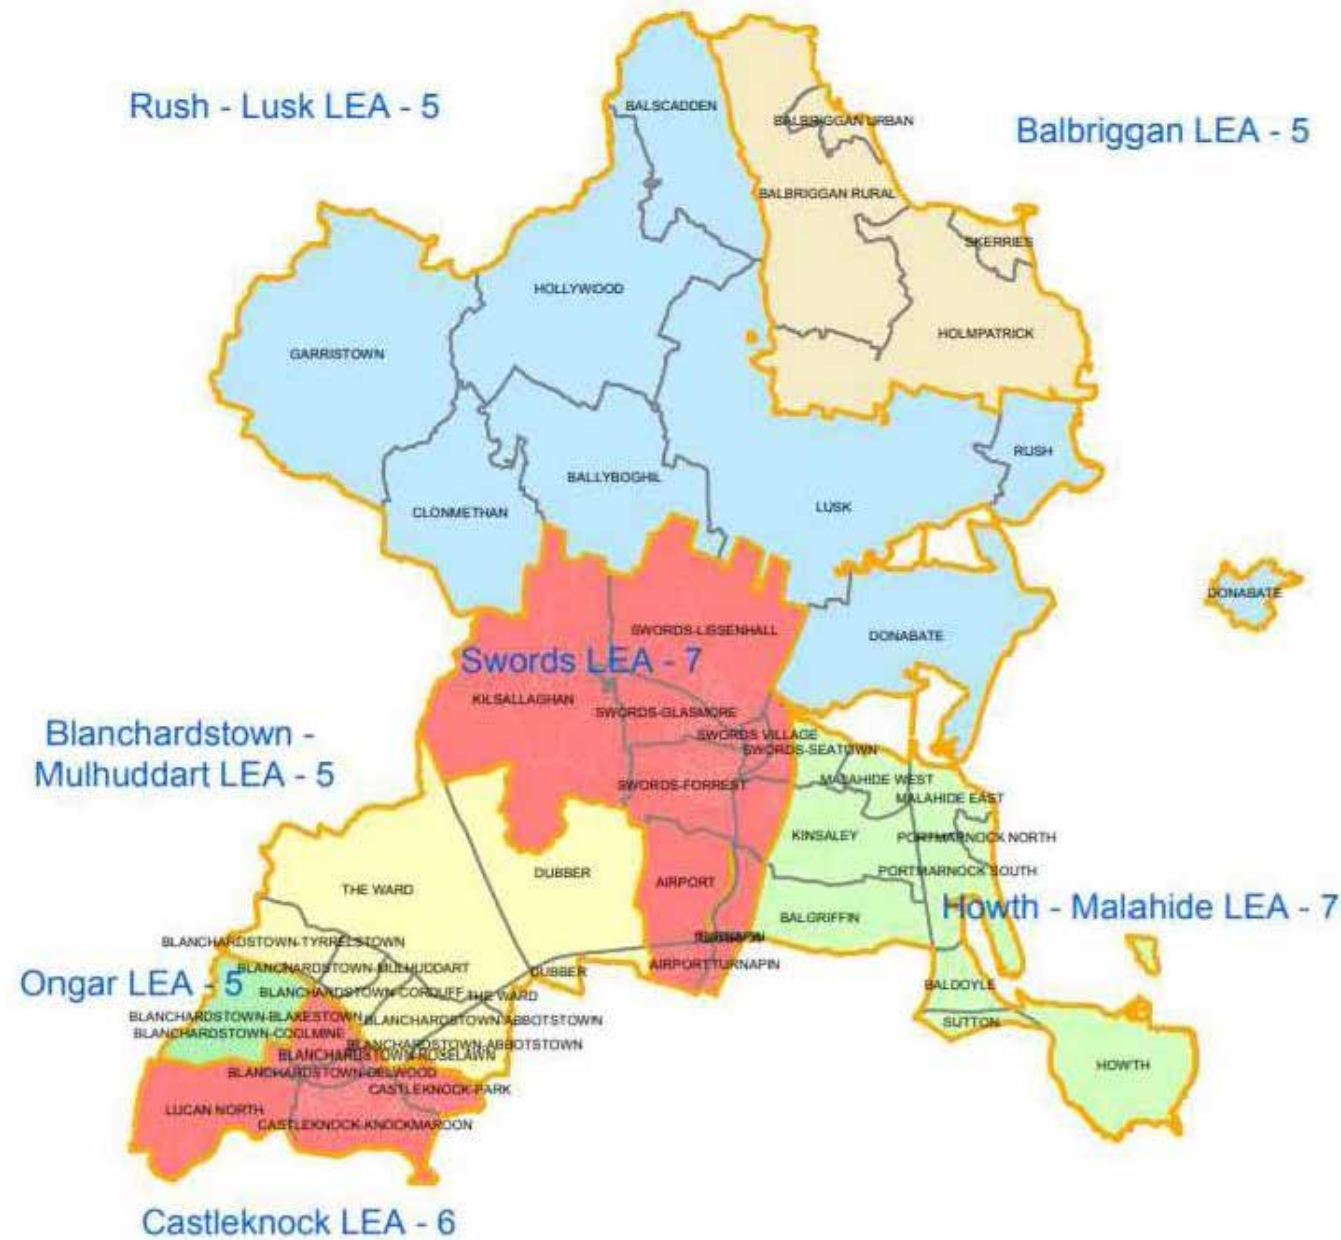 Rush - Lusk LEA - 5
BALSCADDEN
BALBRIGGAN URBAN
Balbriggan LEA - 5
BALBRIGGAN RURAL
SKERRIES
HOLLYWOOD
HOLMPATRICK
GARRISTOWN
RUSH
BALLYBOGHIL
LUSK
CLONMETHAN
DONABATE
SWORDS-LISSENHALL
DONABATE
Swords LEA - 7
KILSALLAGHAN
SWORDS-GLASMORE
SWORDS VILLAGE
SWORDS-SEATOWN
Blanchardstown -
Mulhuddart LEA - 5
SWORDS-FORREST
MALAHIDE WEST
MALAHIDE EAST
KINSALEY
PORTMARNOCK NORTH
DUBBER
PORTMARNOCK SOUTH
THE WARD
AIRPORT
Howth - Malahide LEA - 7
BALGRIFFIN
BLANCHARDSTOWN-TYRRELSTOWN
AIRPORT
TURNAPIN
BLANCHARDSTOWN-MULHUDDART
DUBBER
Ongar LEA - 5
BALDOYLE
BLANCHARDSTOWN-CORDUFF
THE WARD
BLANCHARDSTOWN-BLAKESTOWN
BLANCHARDSTOWN-ABBOTSTOWN
SUTTON
BLANCHARDSTOWN-COOLMINE
BLANCHARDSTOWN-ABBOTSTOWN
BLANCHARDSTOWN-ROSELAWN
HOWTH
BLANCHARDSTOWN-DELWOOD
CASTLEKNOCK-PARK
LUCAN NORTH
CASTLEKNOCK-KNOCKMAROON
Castleknock LEA - 6